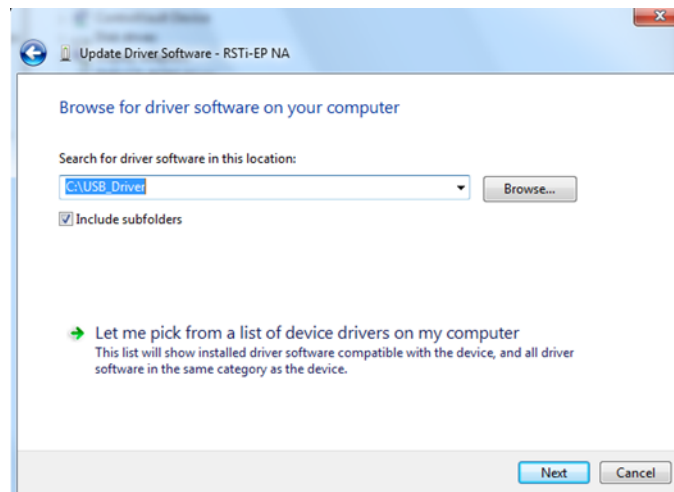 Update Driver Software - RSTi-EP NA
Browse for driver software on your computer
Search for driver software in this location:
C:\USB_Driver
Browse...
Include subfolders
Let me pick from a list of device drivers on my computer
This list will show installed driver software compatible with the device, and all driver
software in the same category as the device.
Next
Cancel